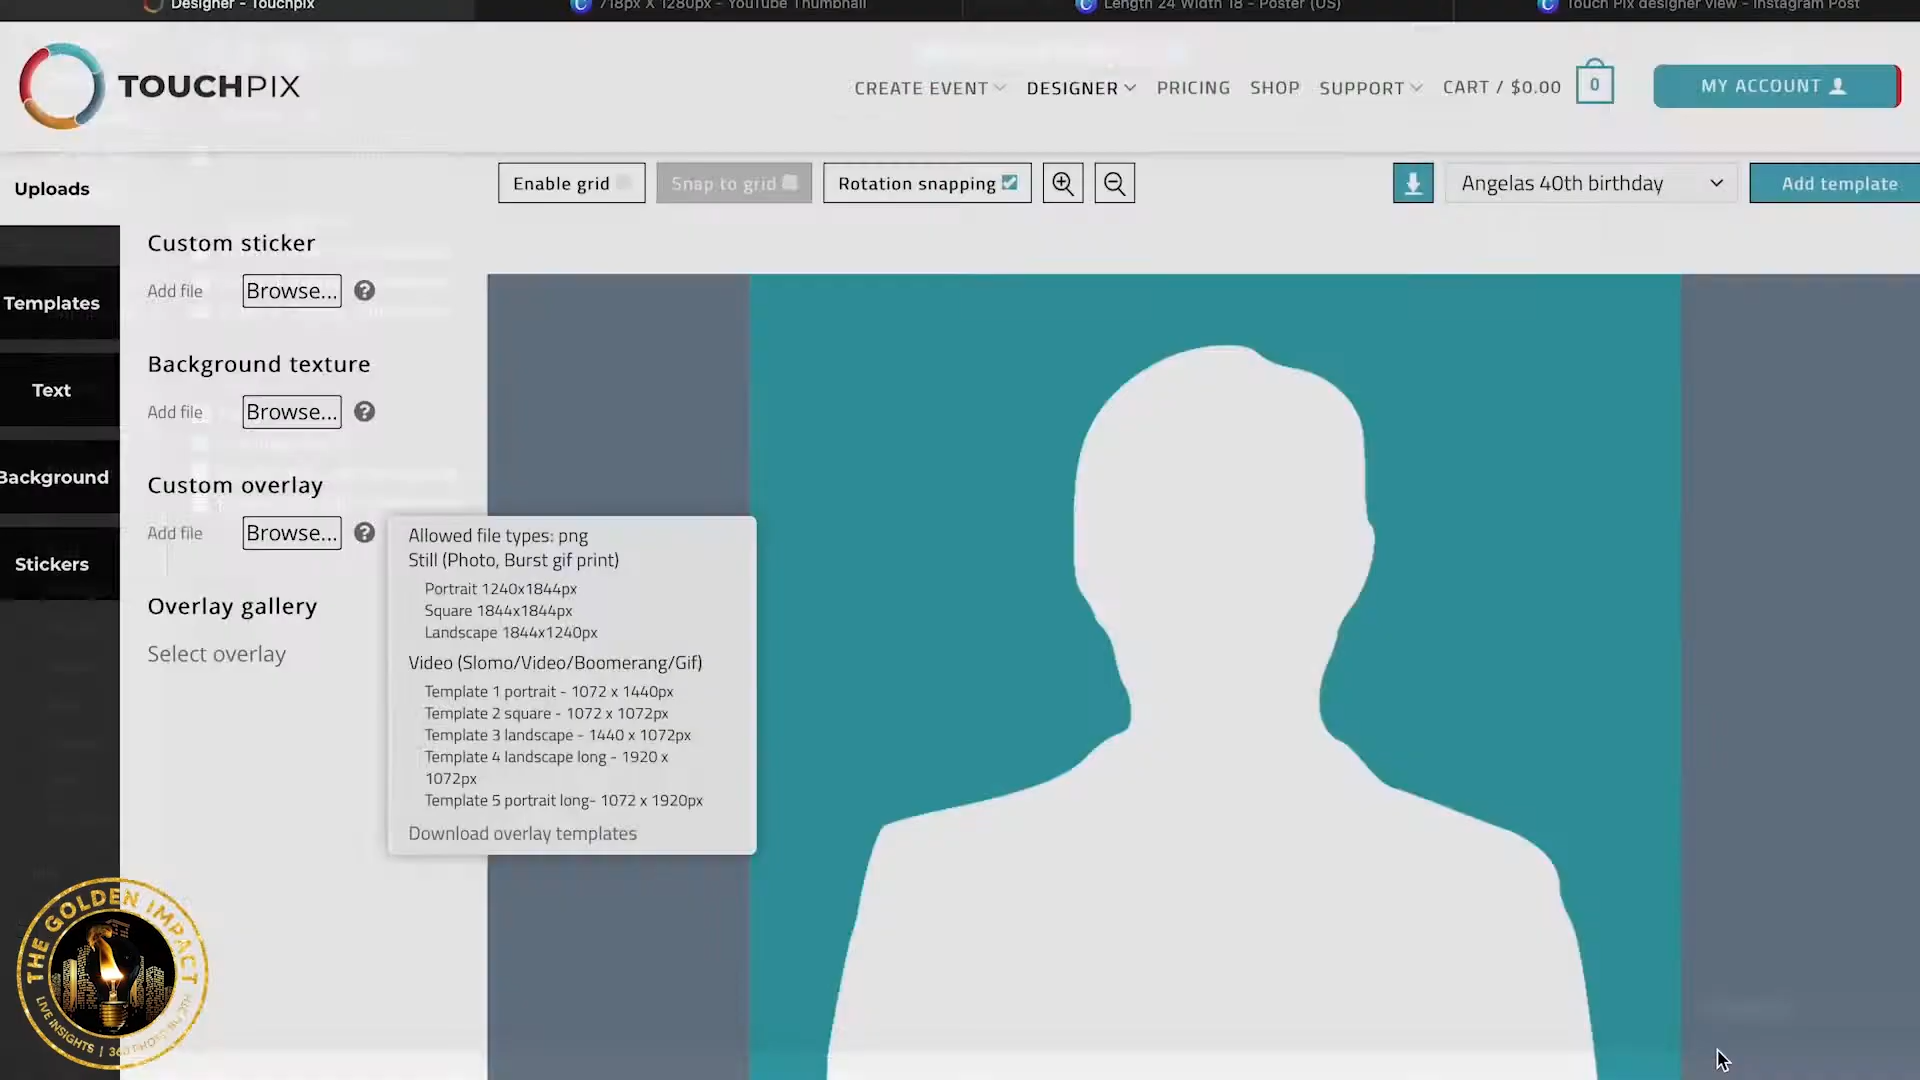 Designer - Touchpix
718px X 1280px - YouTube Thumbnail
Length 24 Width 18 - Poster (US)
Touch Pix designer view - Instagram Post
TOUCHPIX
CREATE EVENT
DESIGNER
PRICING
SHOP
SUPPORT
CART / $0.00
0
MY ACCOUNT
Uploads
Enable grid
Snap to grid
Rotation snapping
Angelas 40th birthday
Add template
Templates
Text
Background
Stickers
Custom sticker
Add file
Browse...
?
Background texture
Add file
Browse...
?
Custom overlay
Add file
Browse...
?
Overlay gallery
Select overlay
Allowed file types: png
Still (Photo, Burst gif print)
Portrait 1240x1844px
Square 1844x1844px
Landscape 1844x1240px
Video (Slomo/Video/Boomerang/Gif)
Template 1 portrait - 1072 x 1440px
Template 2 square - 1072 x 1072px
Template 3 landscape - 1440 x 1072px
Template 4 landscape long - 1920 x
1072px
Template 5 portrait long- 1072 x 1920px
Download overlay templates
THE GOLDEN IMPACT
LIVE INSIGHTS | 360